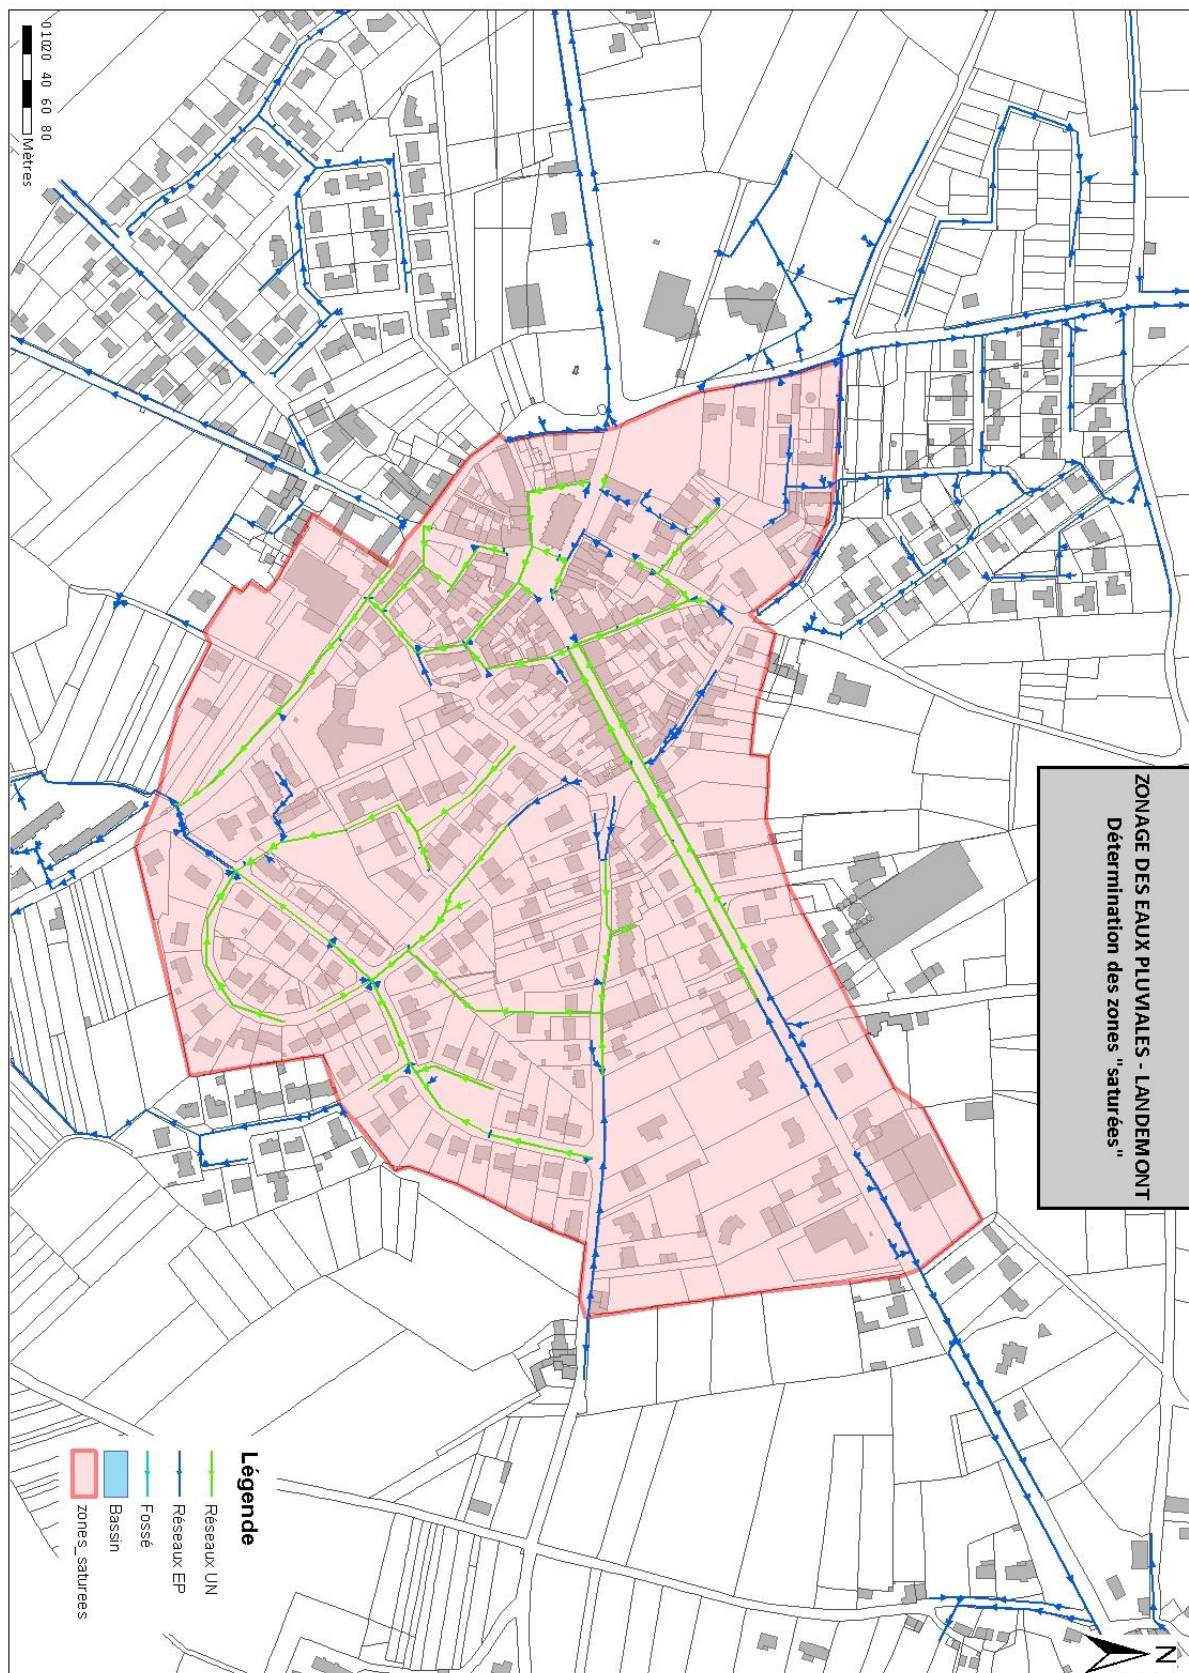 ZONAGE DES EAUX PLUVIALES - LANDEMONT
Détermination des zones "saturées"
N
Légende
Réseaux UN
Réseaux EP
Fossé
Bassin
zones_saturees
0 10 20 40 60 80
Mètres